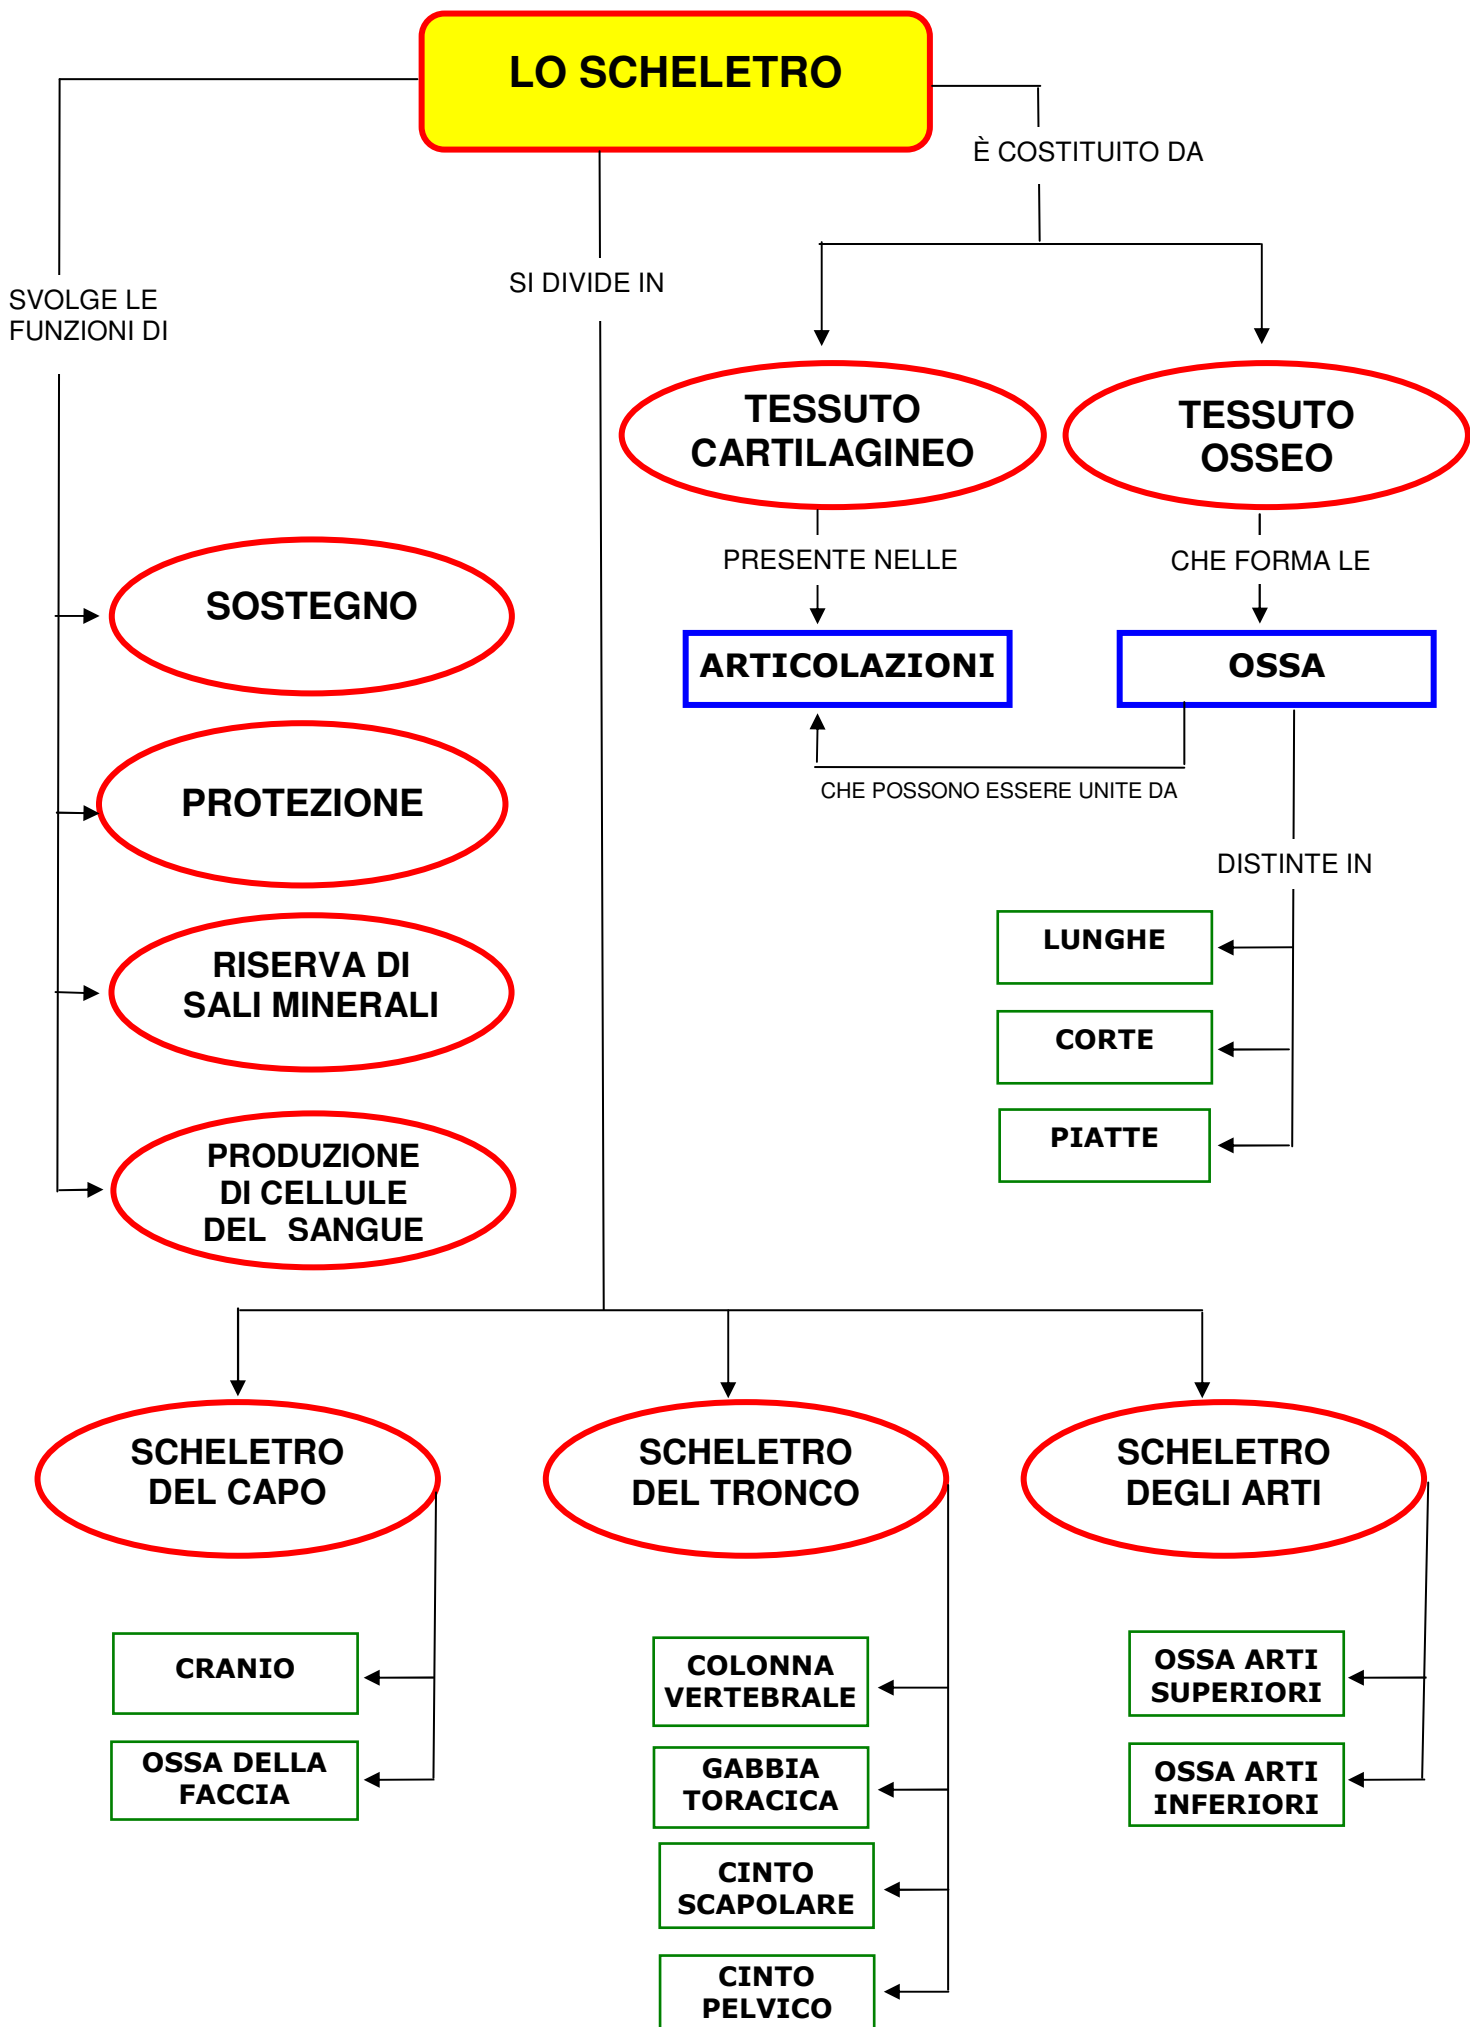 LO SCHELETRO
È COSTITUITO DA
SVOLGE LE
FUNZIONI DI
SI DIVIDE IN
TESSUTO
CARTILAGINEO
TESSUTO
OSSEO
PRESENTE NELLE
CHE FORMA LE
ARTICOLAZIONI
OSSA
CHE POSSONO ESSERE UNITE DA
DISTINTE IN
LUNGHE
CORTE
PIATTE
SOSTEGNO
PROTEZIONE
RISERVA DI
SALI MINERALI
PRODUZIONE
DI CELLULE
DEL SANGUE
SCHELETRO
DEL CAPO
SCHELETRO
DEL TRONCO
SCHELETRO
DEGLI ARTI
CRANIO
OSSA DELLA
FACCIA
COLONNA
VERTEBRALE
GABBIA
TORACICA
CINTO
SCAPOLARE
CINTO
PELVICO
OSSA ARTI
SUPERIORI
OSSA ARTI
INFERIORI